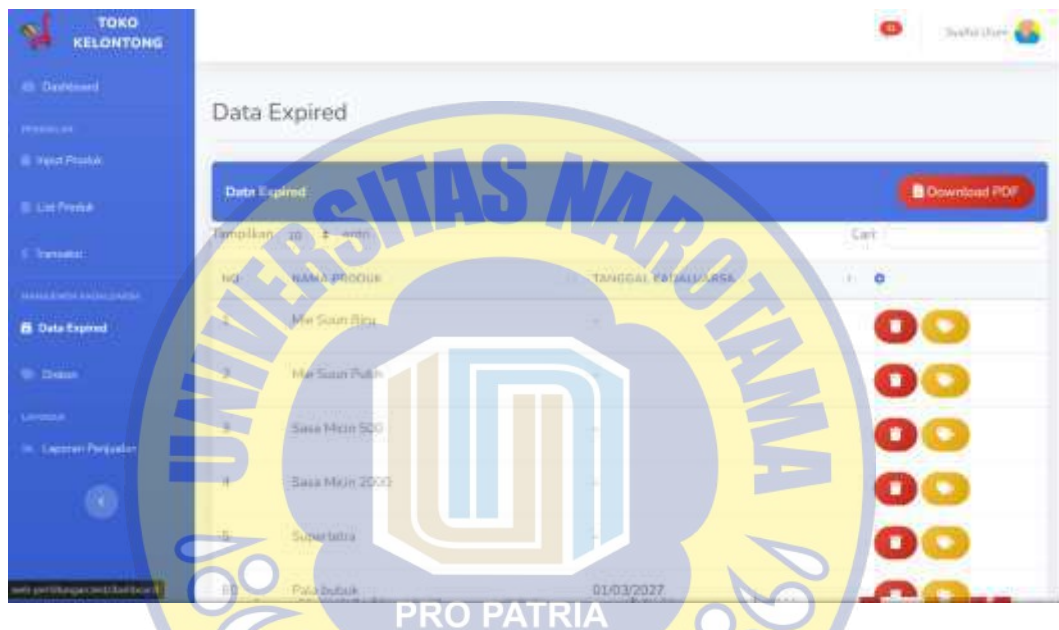 TOKO
KELONTONG
Dashboard
Input Produk
List Produk
Transaksi
Data Expired
Diskon
Laporan Penjualan
Data Expired
Data Expired
Download PDF
Tampilkan 10 entri
Cari:
NO NAMA PRODUK TANGGAL KADALUARSA
1 Mie Suun Biru -
2 Mie Suun Putih -
3 Sasa Micin 500 -
4 Sasa Micin 2000 -
5 -
Pala bubuk 01/03/2027
UNIVERSITAS NAROTAMA
PRO PATRIA